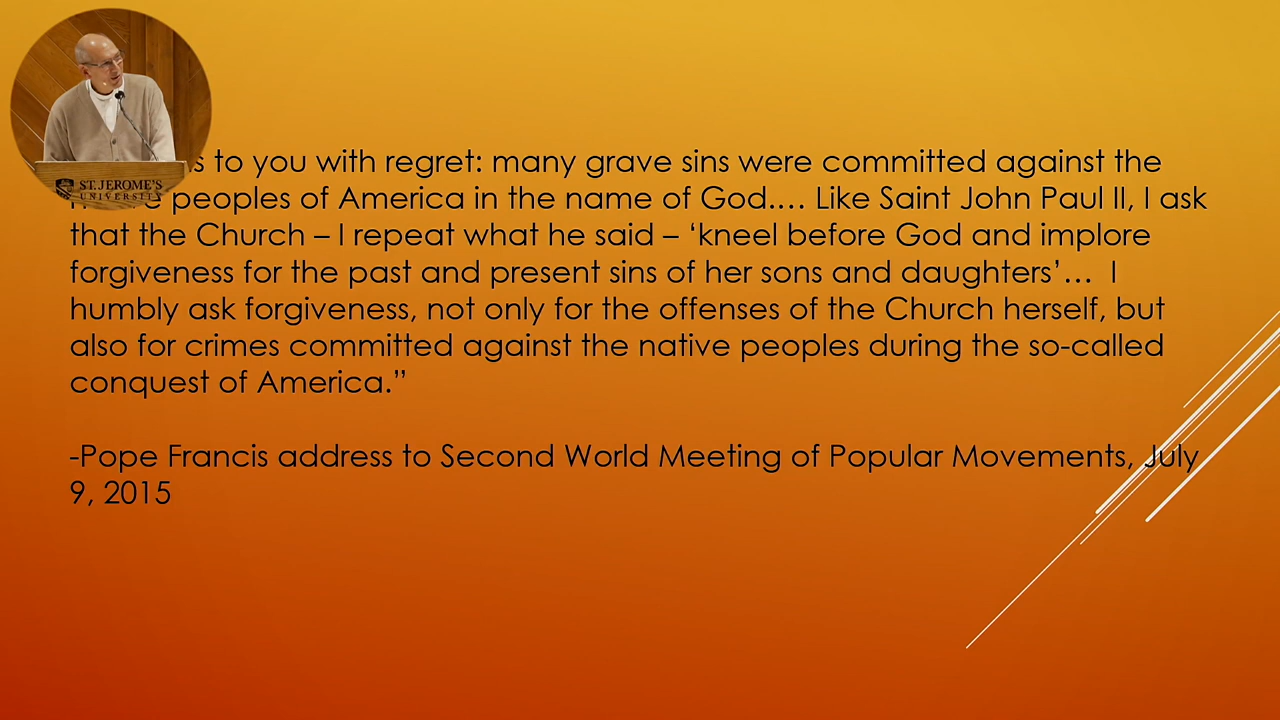 ST. JEROME'S
UNIVERSITY
to you with regret: many grave sins were committed against the
peoples of America in the name of God.… Like Saint John Paul II, I ask
that the Church – I repeat what he said – ‘kneel before God and implore
forgiveness for the past and present sins of her sons and daughters’… I
humbly ask forgiveness, not only for the offenses of the Church herself, but
also for crimes committed against the native peoples during the so-called
conquest of America.”
-Pope Francis address to Second World Meeting of Popular Movements, July
9, 2015